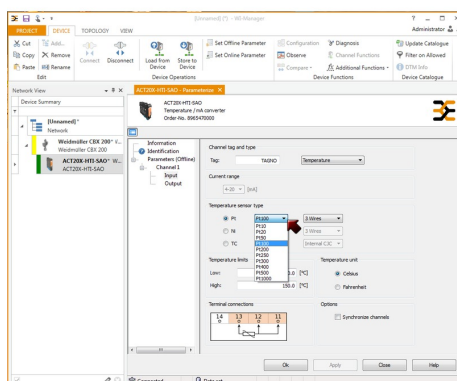 [Unnamed] (*) - WI-Manager
PROJECT DEVICE TOPOLOGY VIEW Administrator
Cut Add... Set Offline Parameter Configuration Diagnosis Update Catalogue
Copy Remove Connect Disconnect Load from Device Store to Device Set Parameter Observe Channel Functions Filter on Allowed
Paste Rename Compare Additional Functions DTM Info
Edit Device Operations Device Functions Device Catalogue
Network View ACT20X-HTI-SAO - Parameterize
Device Summary
[Unnamed]*
Network
Weidmüller CBX 200* V...
Weidmüller CBX 200
ACT20X-HTI-SAO* W...
ACT20X-HTI-SAO
ACT20X-HTI-SAO
Temperature / mA converter
Order-No. 8965470000
Information
Identification
Parameters (Offline)
Channel 1
Input
Output
Channel tag and type
Tag: TAGNO Temperature
Current range
4-20 [mA]
Temperature sensor type
Pt Pt100 3 Wires
Ni 3 Wires
TC Internal CJC
Pt10
Pt20
Pt50
Pt100
Pt200
Pt250
Pt300
Pt400
Pt500
Pt1000
Temperature limits Temperature unit
Low: 0.0 [°C] Celsius
High: 150.0 [°C] Fahrenheit
Terminal connections Options
14 13 12 11 Synchronize channels
Ok Apply Close Help
Connected Data set